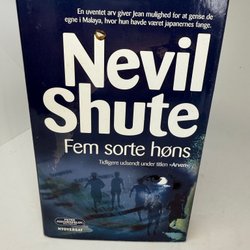 En uventet arv giver Jean mulighed for at gense de
egne i Malaya, hvor hun havde været japanernes fange.
Nevil
Shute
Fem sorte høns
Tidligere udsendt under titlen »Arven«
NYUDGAVE